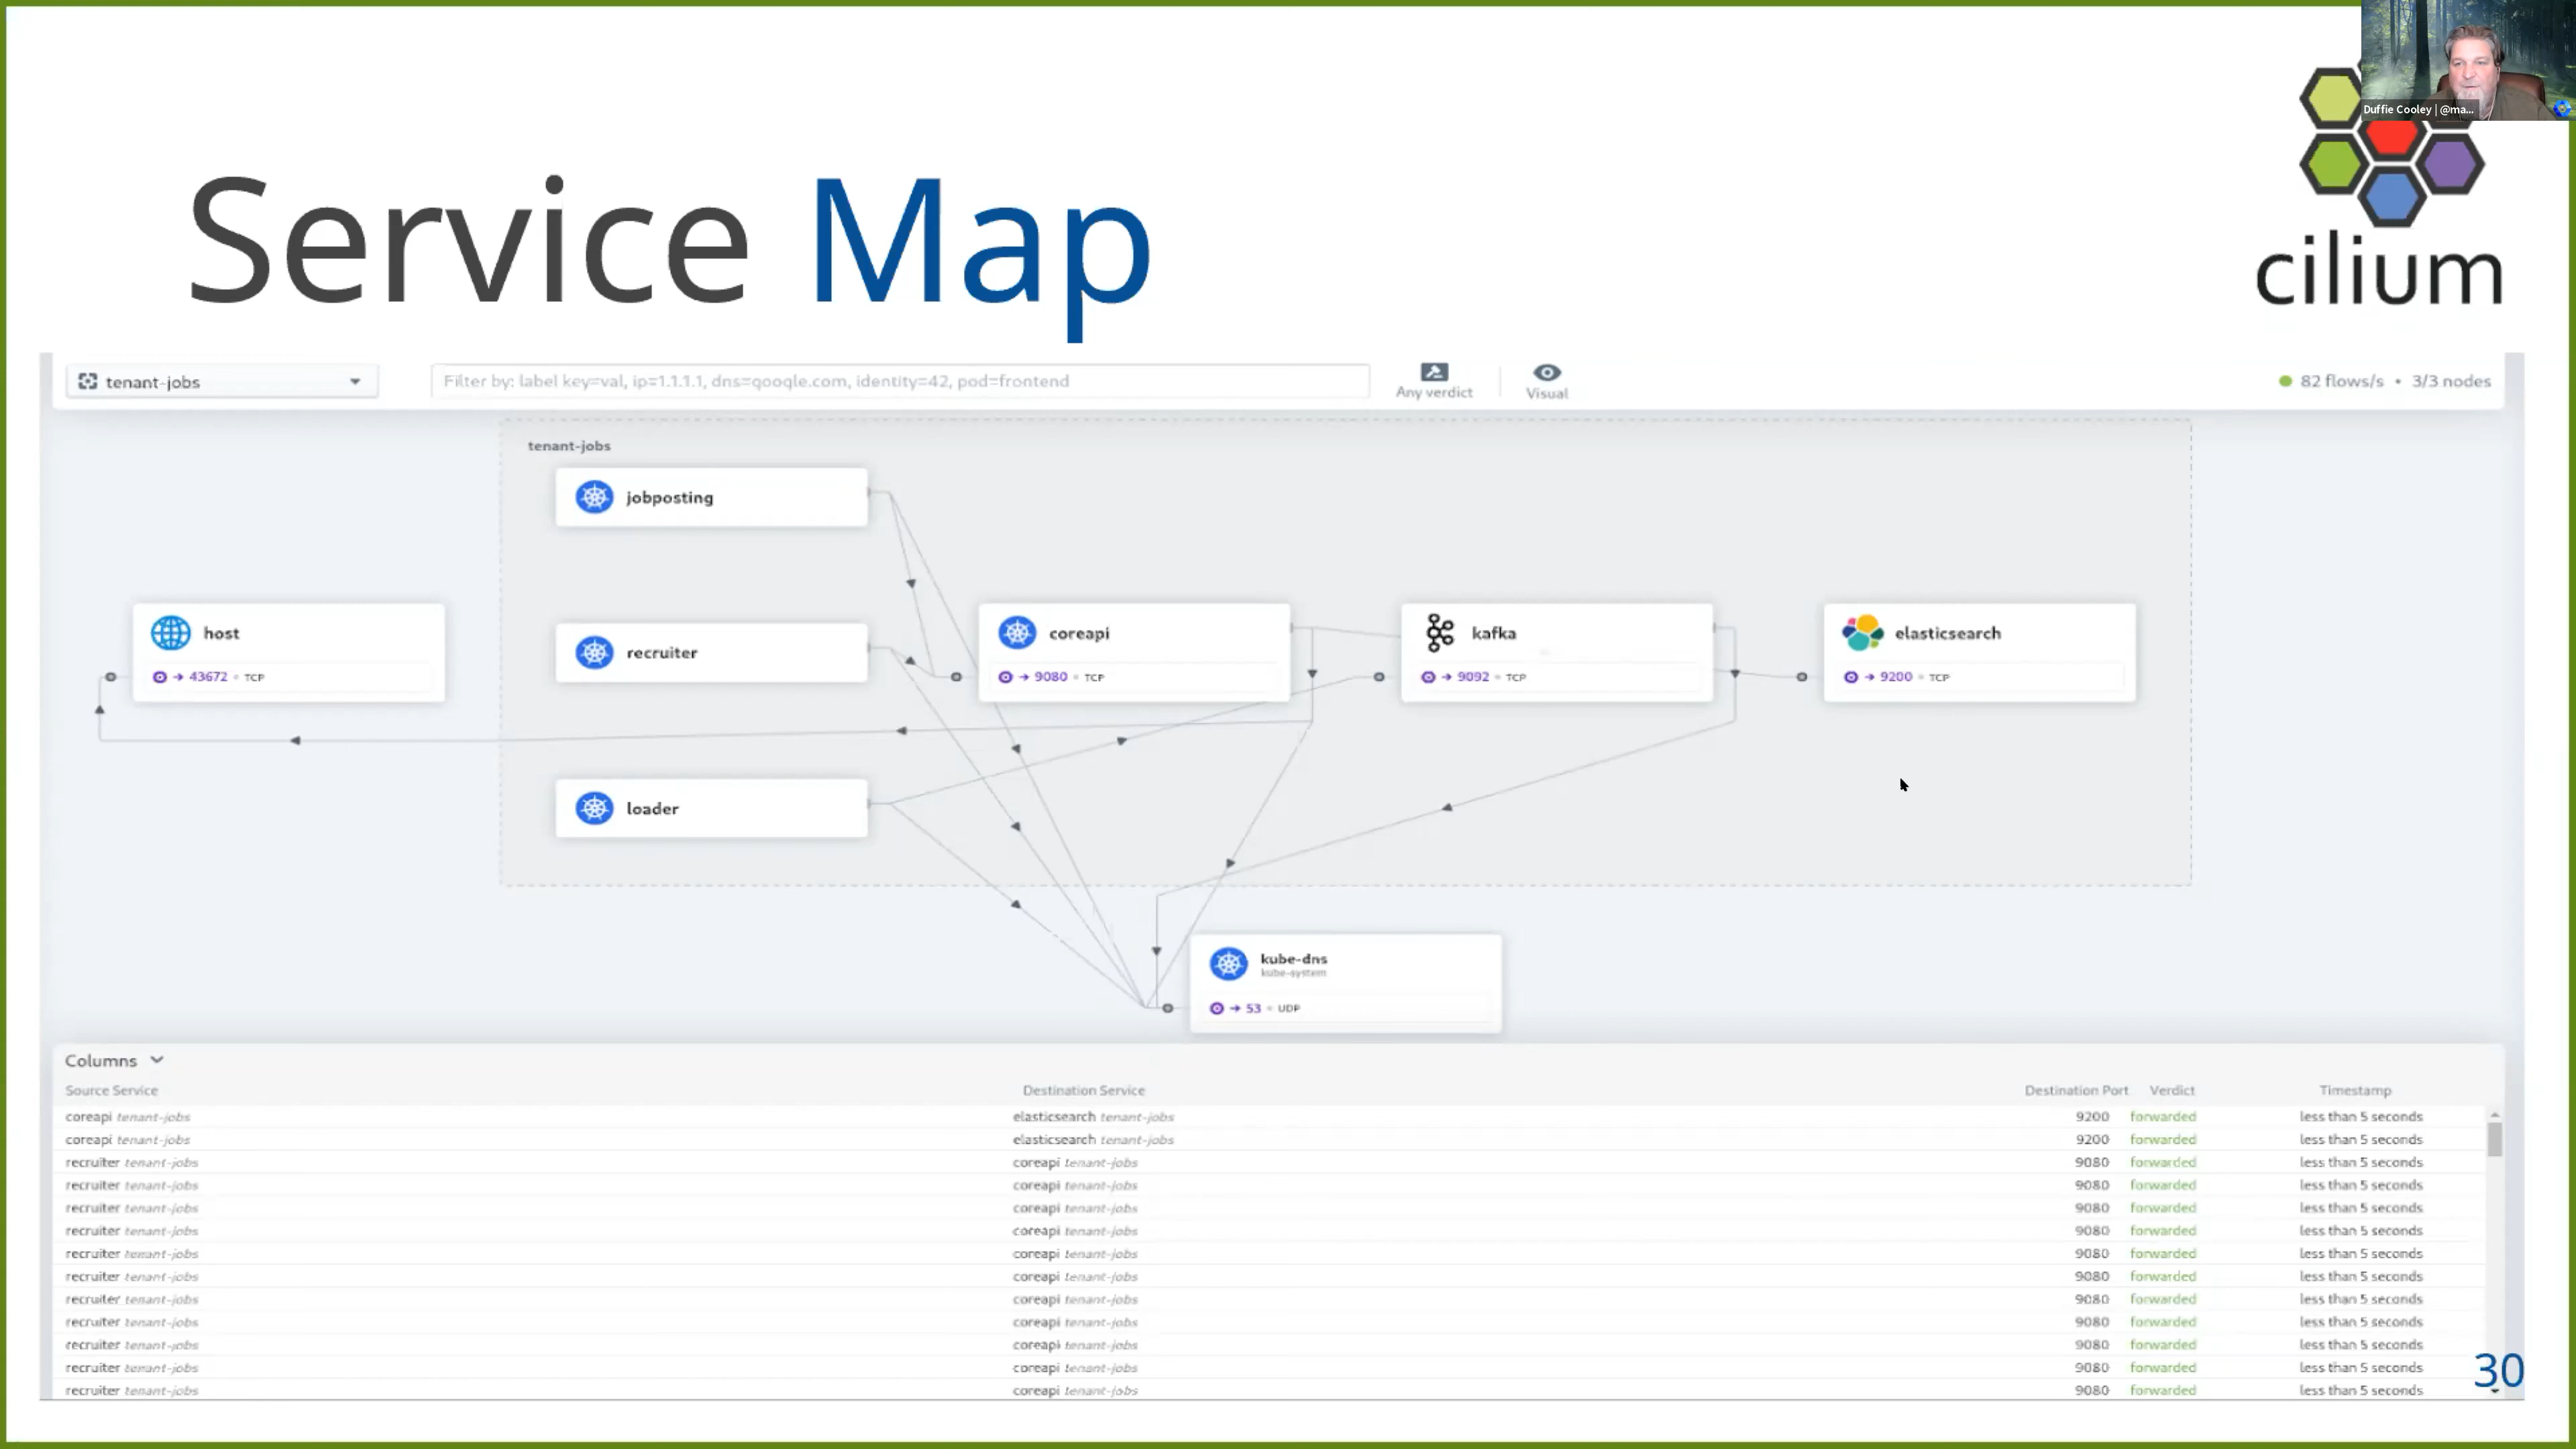 Duffie Cooley | @ma...
Service Map
cilium
tenant-jobs
Filter by: label key=val, ip=1.1.1.1, dns=google.com, identity=42, pod=frontend
Any verdict
Visual
82 flows/s • 3/3 nodes
tenant-jobs
jobposting
host
43672 • TCP
recruiter
coreapi
9080 • TCP
kafka
9092 • TCP
elasticsearch
9200 • TCP
loader
kube-dns
kube-system
53 • UDP
Columns
Source Service Destination Service Destination Port Verdict Timestamp
coreapi tenant-jobs elasticsearch tenant-jobs 9200 forwarded less than 5 seconds
coreapi tenant-jobs elasticsearch tenant-jobs 9200 forwarded less than 5 seconds
recruiter tenant-jobs coreapi tenant-jobs 9080 forwarded less than 5 seconds
recruiter tenant-jobs coreapi tenant-jobs 9080 forwarded less than 5 seconds
recruiter tenant-jobs coreapi tenant-jobs 9080 forwarded less than 5 seconds
recruiter tenant-jobs coreapi tenant-jobs 9080 forwarded less than 5 seconds
recruiter tenant-jobs coreapi tenant-jobs 9080 forwarded less than 5 seconds
recruiter tenant-jobs coreapi tenant-jobs 9080 forwarded less than 5 seconds
recruiter tenant-jobs coreapi tenant-jobs 9080 forwarded less than 5 seconds
recruiter tenant-jobs coreapi tenant-jobs 9080 forwarded less than 5 seconds
recruiter tenant-jobs coreapi tenant-jobs 9080 forwarded less than 5 seconds
recruiter tenant-jobs coreapi tenant-jobs 9080 forwarded less than 5 seconds
recruiter tenant-jobs coreapi tenant-jobs 9080 forwarded less than 5 seconds
30